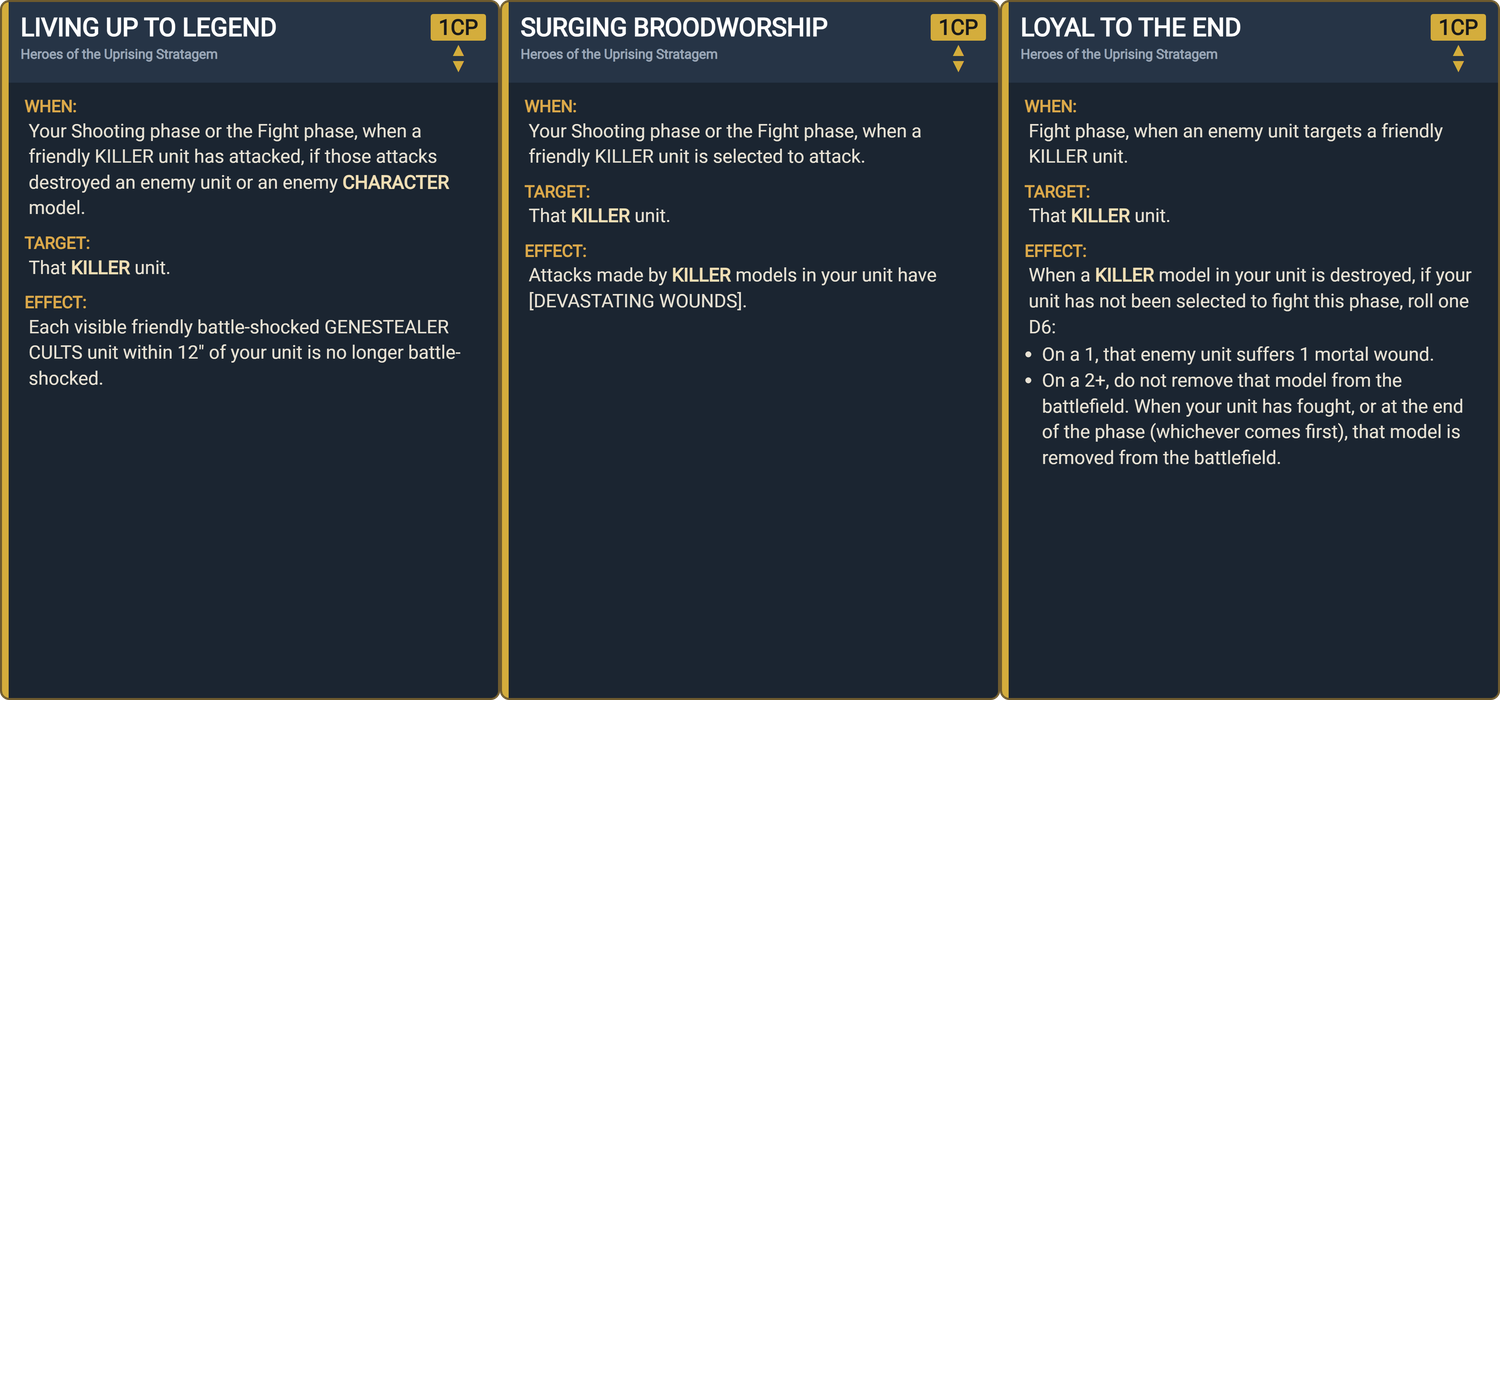 LIVING UP TO LEGEND
1CP
Heroes of the Uprising Stratagem
WHEN:
Your Shooting phase or the Fight phase, when a
friendly KILLER unit has attacked, if those attacks
destroyed an enemy unit or an enemy CHARACTER
model.
TARGET:
That KILLER unit.
EFFECT:
Each visible friendly battle-shocked GENESTEALER
CULTS unit within 12" of your unit is no longer battle-
shocked.
SURGING BROODWORSHIP
1CP
Heroes of the Uprising Stratagem
WHEN:
Your Shooting phase or the Fight phase, when a
friendly KILLER unit is selected to attack.
TARGET:
That KILLER unit.
EFFECT:
Attacks made by KILLER models in your unit have
[DEVASTATING WOUNDS].
LOYAL TO THE END
1CP
Heroes of the Uprising Stratagem
WHEN:
Fight phase, when an enemy unit targets a friendly
KILLER unit.
TARGET:
That KILLER unit.
EFFECT:
When a KILLER model in your unit is destroyed, if your
unit has not been selected to fight this phase, roll one
D6:
• On a 1, that enemy unit suffers 1 mortal wound.
• On a 2+, do not remove that model from the
battlefield. When your unit has fought, or at the end
of the phase (whichever comes first), that model is
removed from the battlefield.